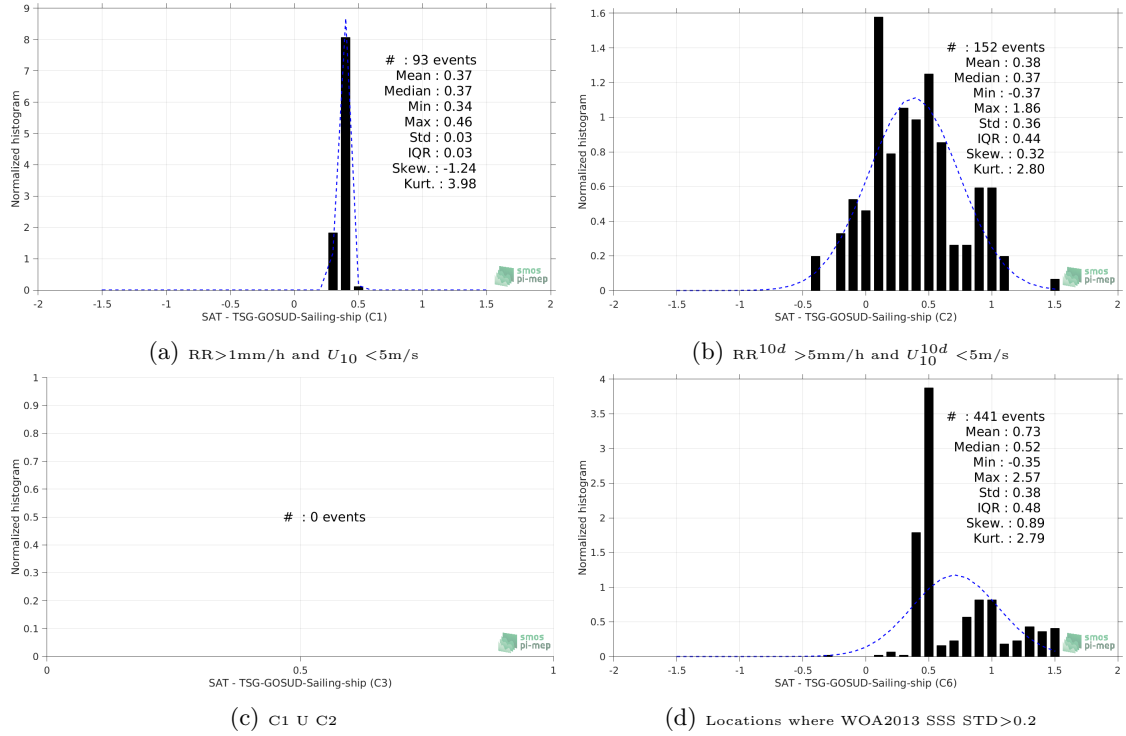 9
8
7
6
5
4
3
2
1
0
Normalized histogram
# : 93 events
Mean : 0.37
Median : 0.37
Min : 0.34
Max : 0.46
Std : 0.03
IQR : 0.03
Skew. : -1.24
Kurt. : 3.98
smos
pi-mep
-2 -1.5 -1 -0.5 0 0.5 1 1.5 2
SAT - TSG-GOSUD-Sailing-ship (C1)
(a) RR>1mm/h and U10 <5m/s
1.6
1.4
1.2
1
0.8
0.6
0.4
0.2
0
Normalized histogram
# : 152 events
Mean : 0.38
Median : 0.37
Min : -0.37
Max : 1.86
Std : 0.36
IQR : 0.44
Skew. : 0.32
Kurt. : 2.80
smos
pi-mep
-2 -1.5 -1 -0.5 0 0.5 1 1.5 2
SAT - TSG-GOSUD-Sailing-ship (C2)
(b) RR10d >5mm/h and U10 10d <5m/s
1
0.9
0.8
0.7
0.6
0.5
0.4
0.3
0.2
0.1
0
Normalized histogram
# : 0 events
smos
pi-mep
0 0.5 1
SAT - TSG-GOSUD-Sailing-ship (C3)
(c) C1 U C2
4
3.5
3
2.5
2
1.5
1
0.5
0
Normalized histogram
# : 441 events
Mean : 0.73
Median : 0.52
Min : -0.35
Max : 2.57
Std : 0.38
IQR : 0.48
Skew. : 0.89
Kurt. : 2.79
smos
pi-mep
-2 -1.5 -1 -0.5 0 0.5 1 1.5 2
SAT - TSG-GOSUD-Sailing-ship (C6)
(d) Locations where WOA2013 SSS STD>0.2